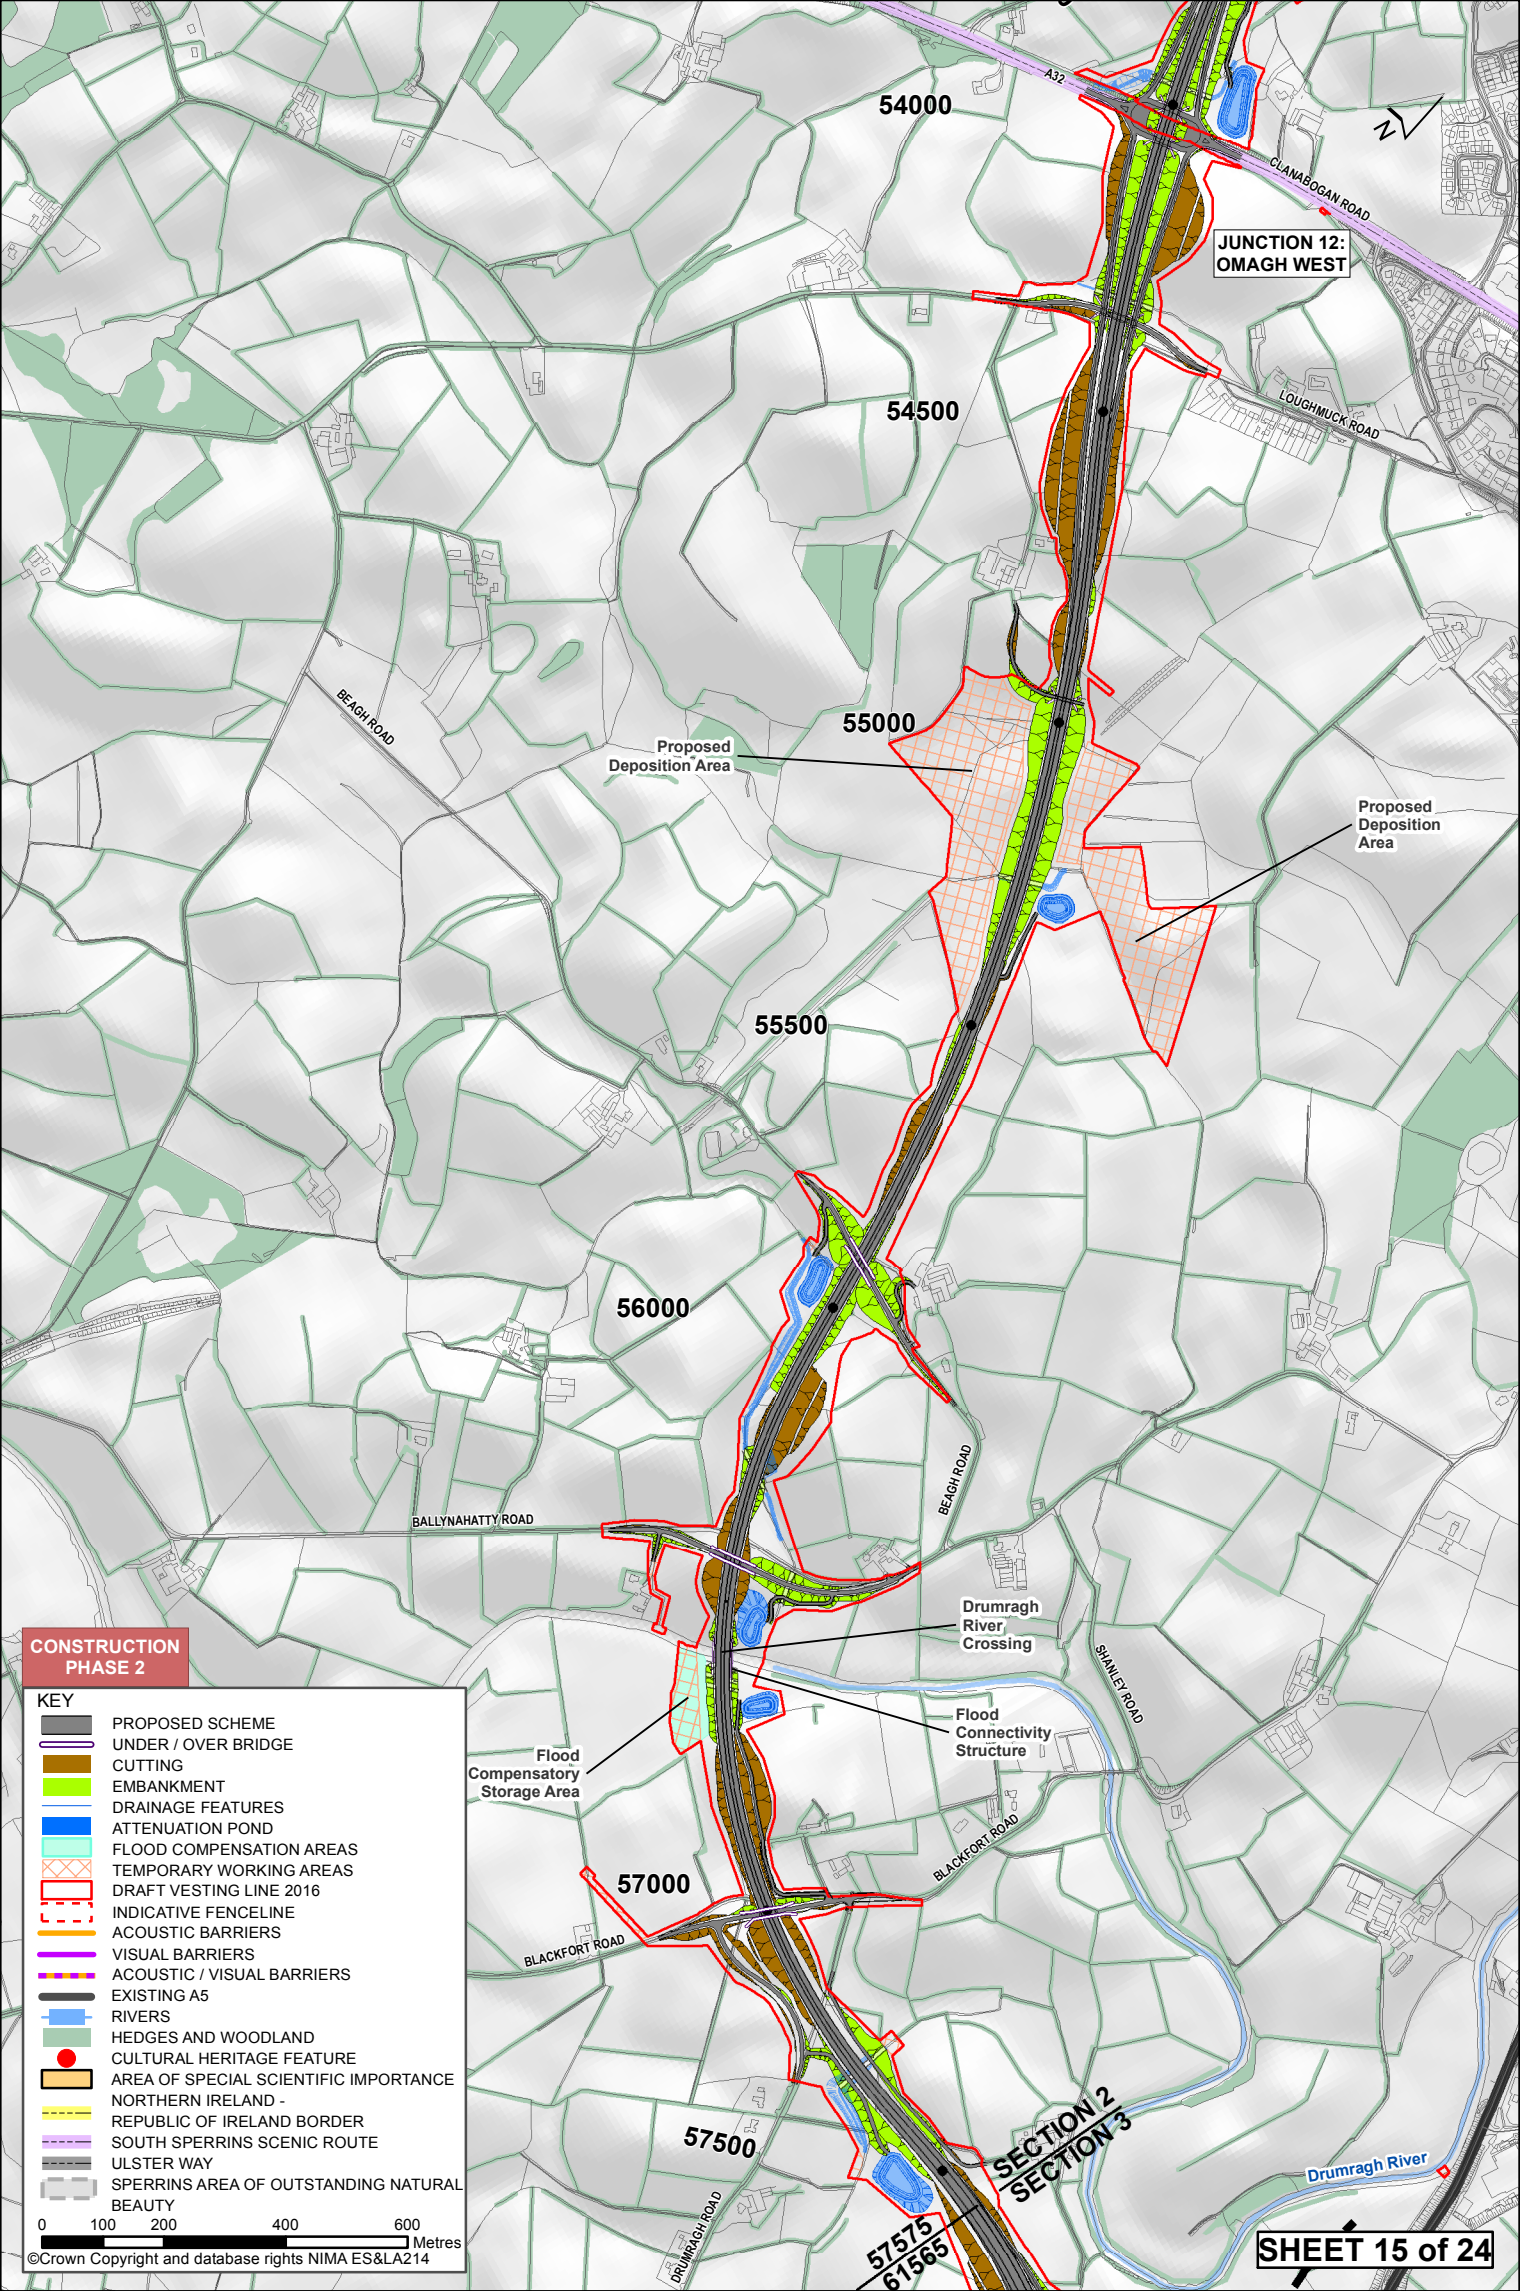 A32
54000
N
CLANABOGAN ROAD
JUNCTION 12:
OMAGH WEST
54500
LOUGHMUCK ROAD
BEAGH ROAD
55000
Proposed
Deposition Area
Proposed
Deposition
Area
55500
56000
BEAGH ROAD
BALLYNAHATTY ROAD
Drumragh
River
Crossing
SHANLEY ROAD
Flood
Connectivity
Structure
Flood
Compensatory
Storage Area
BLACKFORT ROAD
57000
BLACKFORT ROAD
57500
SECTION 2
SECTION 3
Drumragh River
DRUMRAGH ROAD
57575
61565
CONSTRUCTION
PHASE 2
KEY
PROPOSED SCHEME
UNDER / OVER BRIDGE
CUTTING
EMBANKMENT
DRAINAGE FEATURES
ATTENUATION POND
FLOOD COMPENSATION AREAS
TEMPORARY WORKING AREAS
DRAFT VESTING LINE 2016
INDICATIVE FENCELINE
ACOUSTIC BARRIERS
VISUAL BARRIERS
ACOUSTIC / VISUAL BARRIERS
EXISTING A5
RIVERS
HEDGES AND WOODLAND
CULTURAL HERITAGE FEATURE
AREA OF SPECIAL SCIENTIFIC IMPORTANCE
NORTHERN IRELAND -
REPUBLIC OF IRELAND BORDER
SOUTH SPERRINS SCENIC ROUTE
ULSTER WAY
SPERRINS AREA OF OUTSTANDING NATURAL
BEAUTY
0 100 200 400 600
Metres
©Crown Copyright and database rights NIMA ES&LA214
SHEET 15 of 24